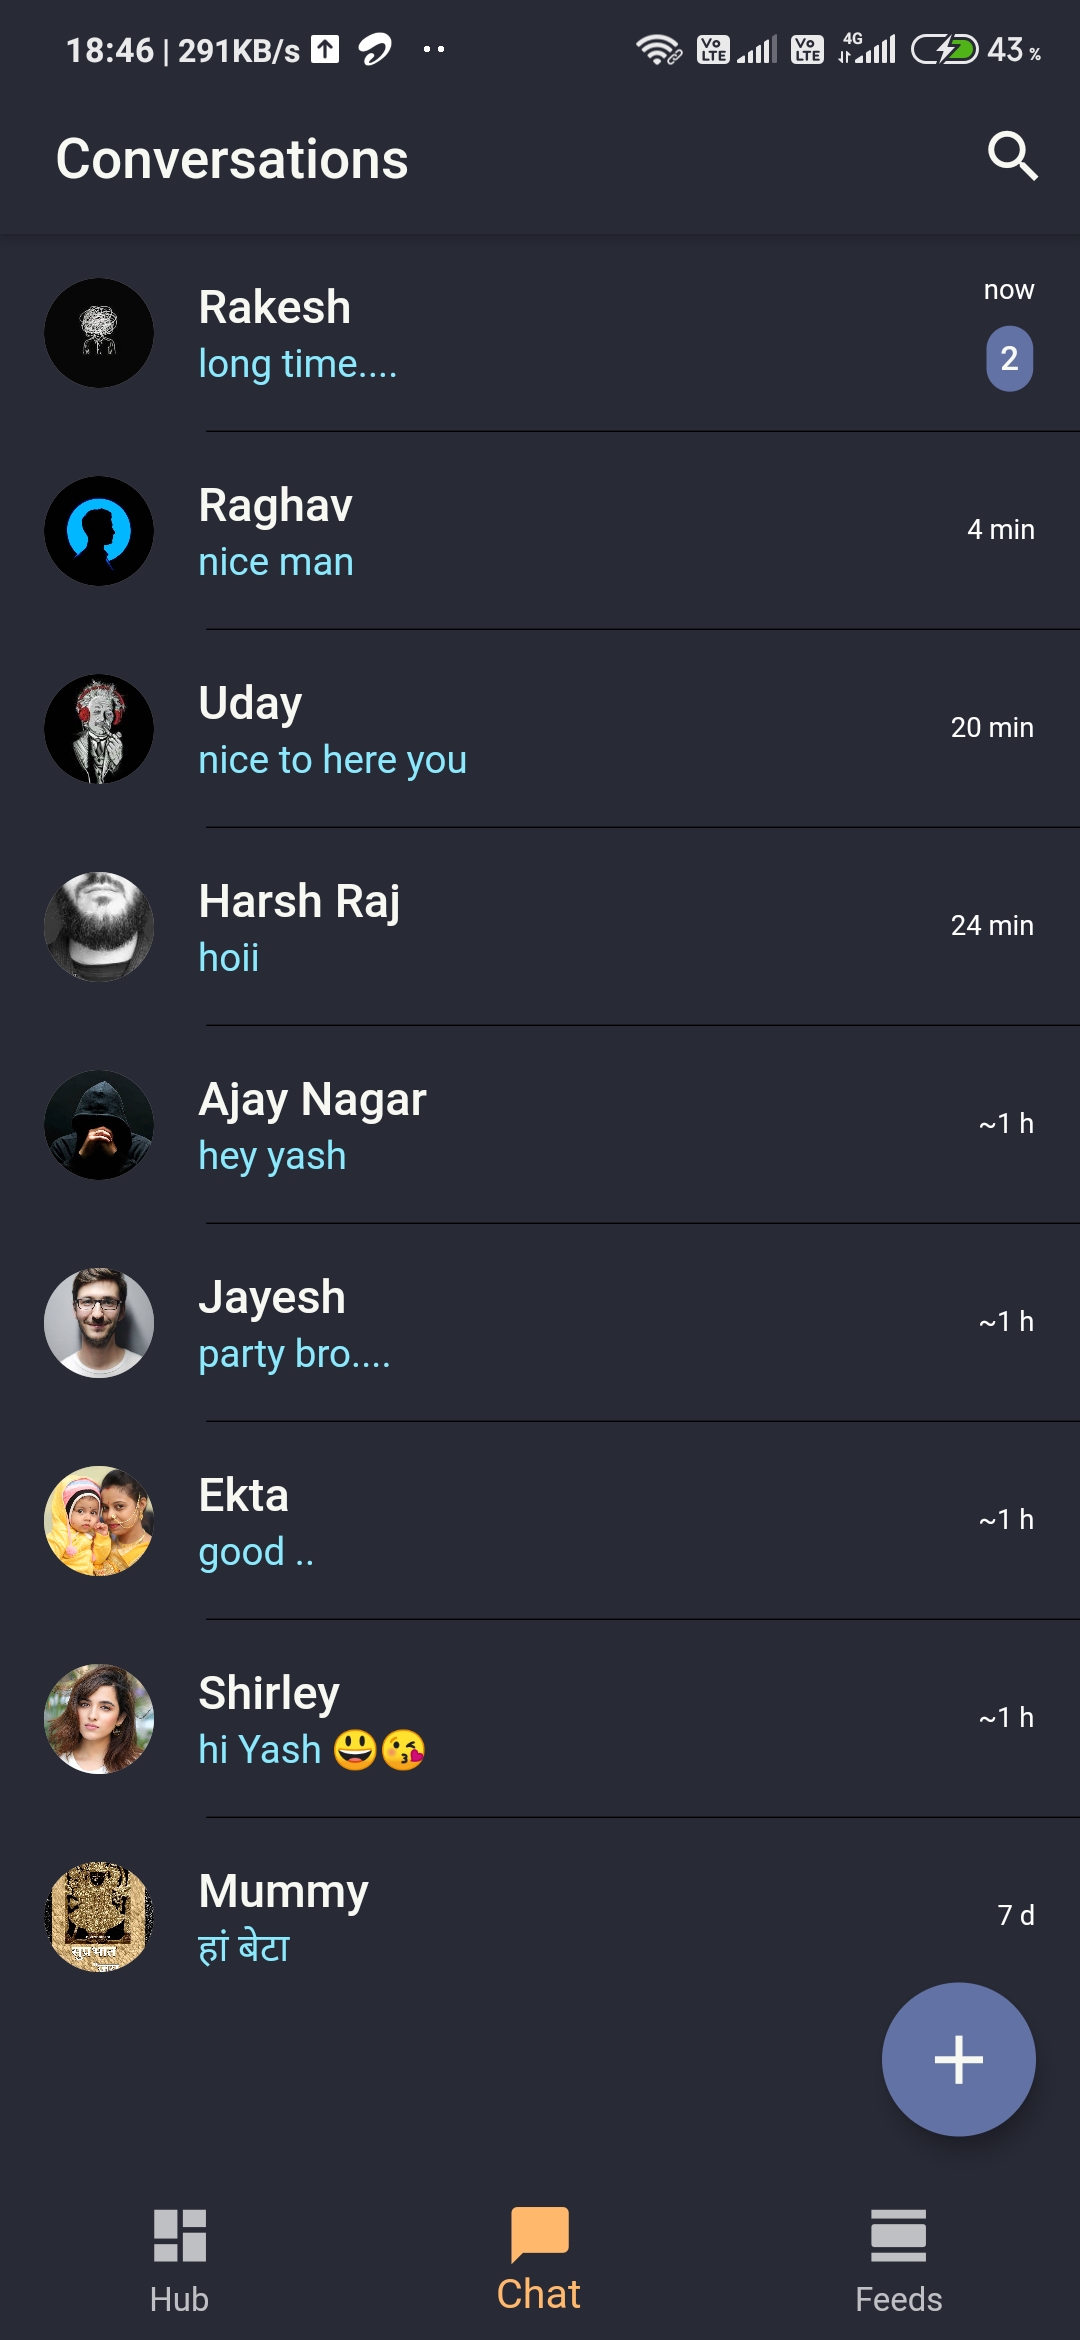 18:46 | 291KB/s
Vo LTE Vo LTE 4G 43 %
Conversations
Rakesh
now
long time....
2
Raghav
4 min
nice man
Uday
20 min
nice to here you
Harsh Raj
24 min
hoii
Ajay Nagar
~1 h
hey yash
Jayesh
~1 h
party bro....
Ekta
~1 h
good ..
Shirley
~1 h
hi Yash 😃😘
Mummy
7 d
हां बेटा
सुप्रभात
Hub
Chat
Feeds